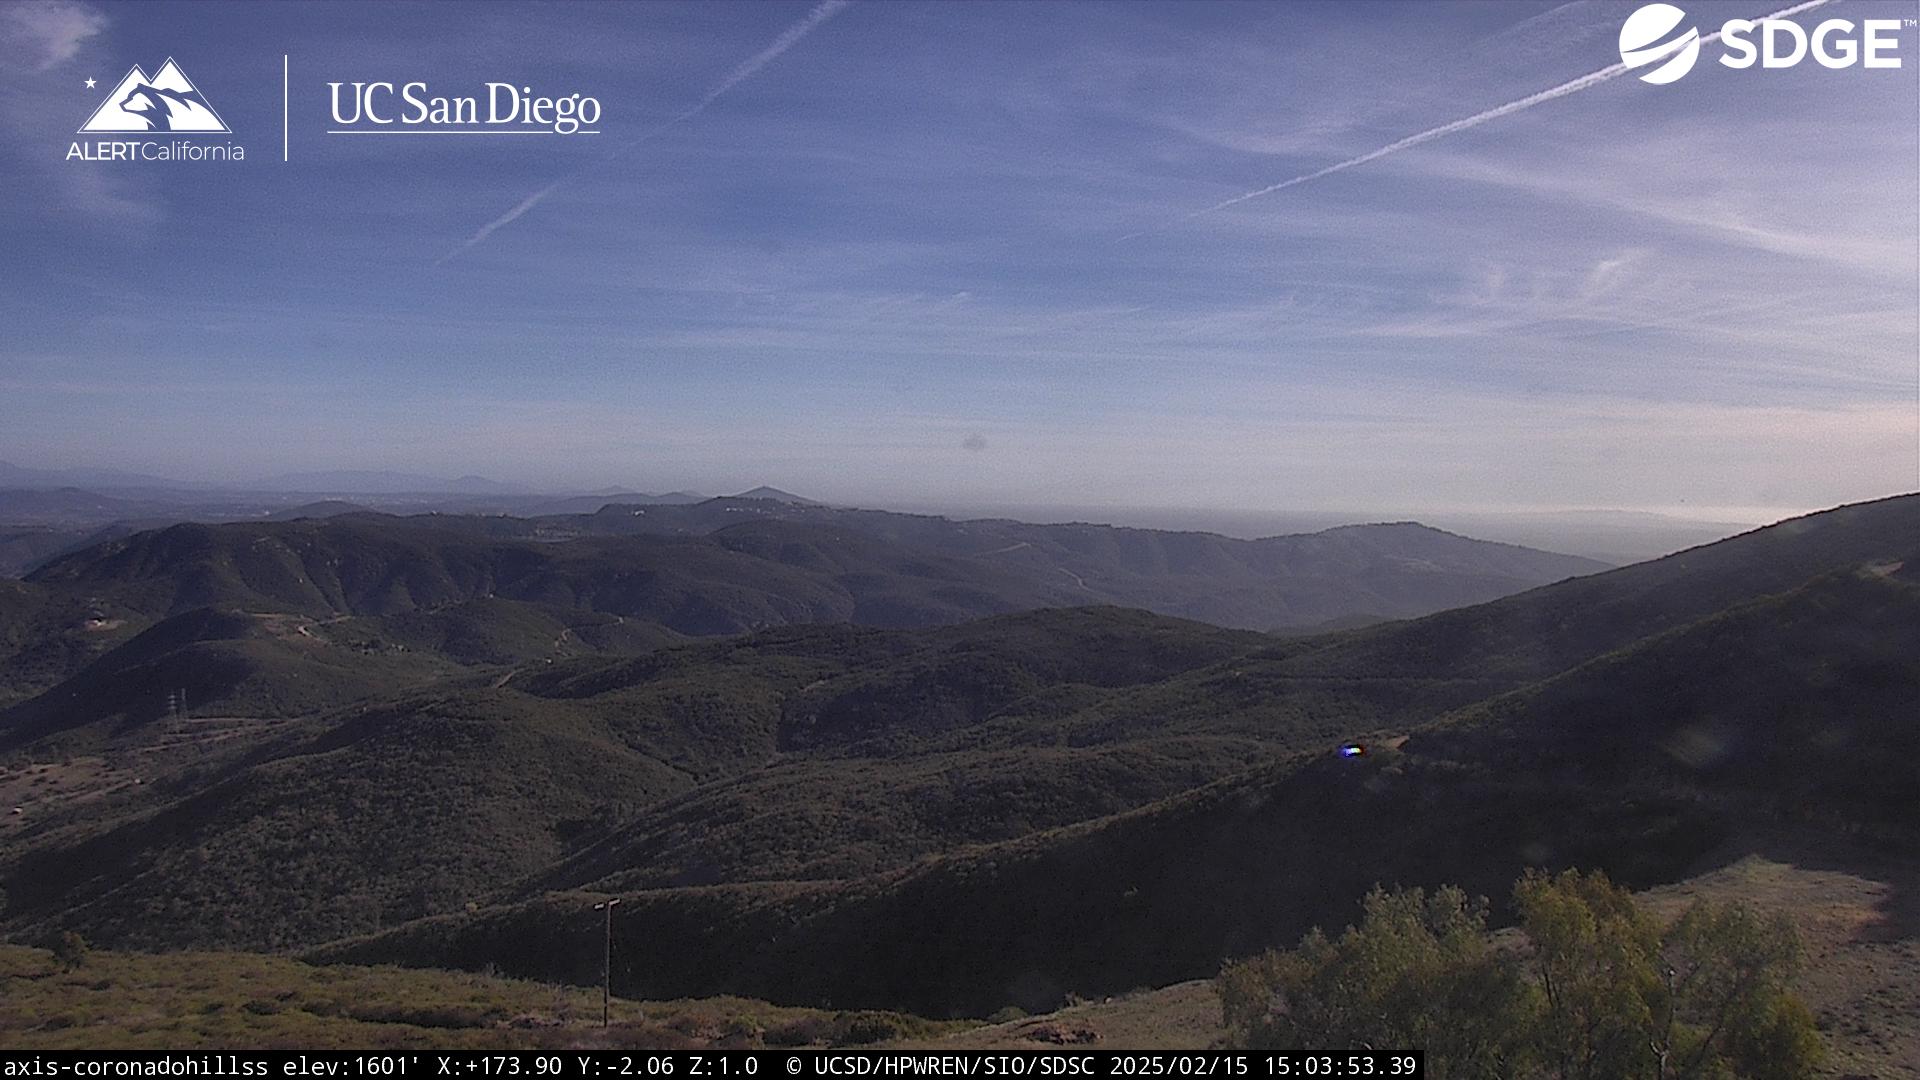 ALERTCalifornia
UC San Diego
SDGE™
axis-coronadohillss elev:1601' X:+173.90 Y:-2.06 Z:1.0 © UCSD/HPWREN/SIO/SDSC 2025/02/15 15:03:53.39